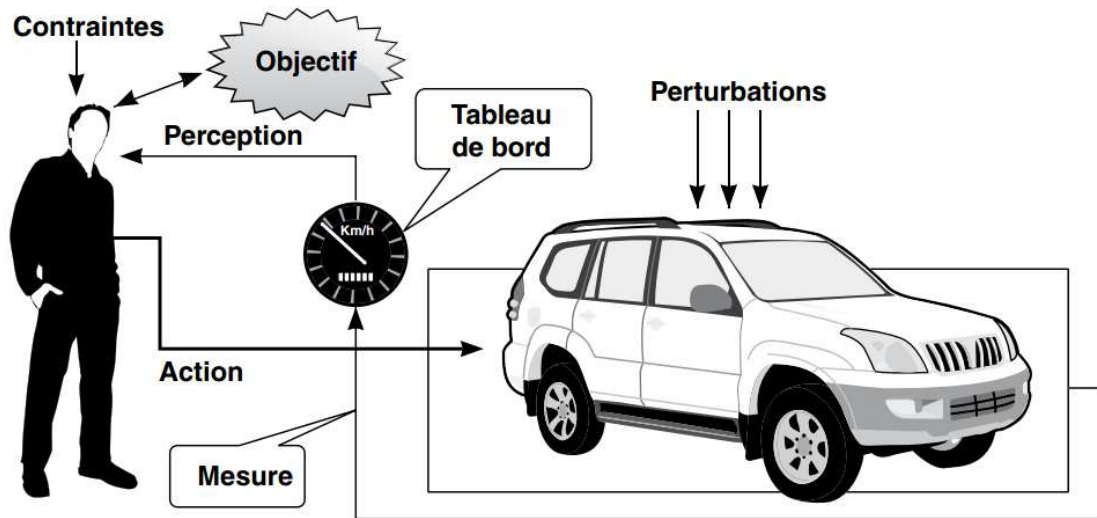 Contraintes
Objectif
Perception
Tableau
de bord
Perturbations
Km/h
Action
Mesure